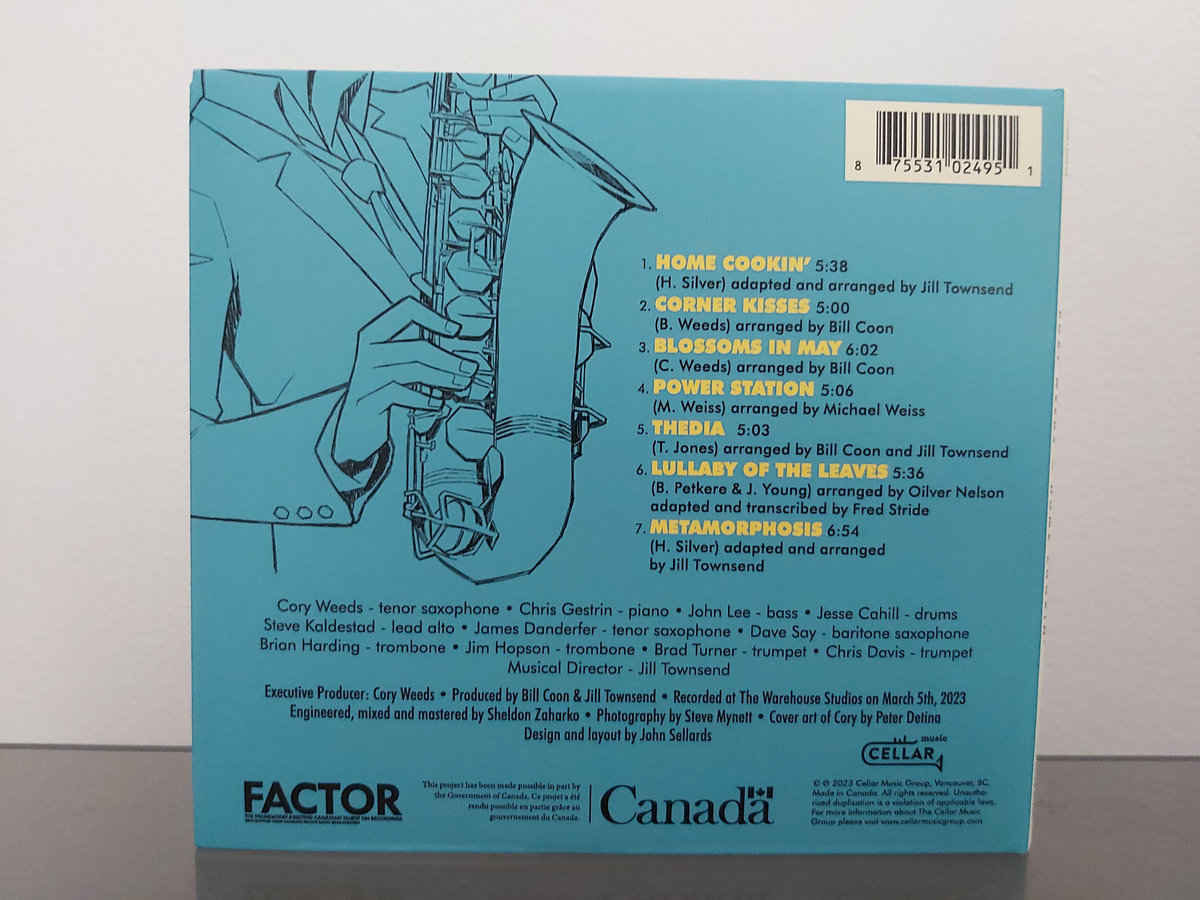 8 75531 02495 1
1. HOME COOKIN' 5:38
(H. Silver) adapted and arranged by Jill Townsend
2. CORNER KISSES 5:00
(B. Weeds) arranged by Bill Coon
3. BLOSSOMS IN MAY 6:02
(C. Weeds) arranged by Bill Coon
4. POWER STATION 5:06
(M. Weiss) arranged by Michael Weiss
5. THEDIA 5:03
(T. Jones) arranged by Bill Coon and Jill Townsend
6. LULLABY OF THE LEAVES 5:36
(B. Petkere & J. Young) arranged by Oilver Nelson
adapted and transcribed by Fred Stride
7. METAMORPHOSIS 6:54
(H. Silver) adapted and arranged
by Jill Townsend
Cory Weeds - tenor saxophone • Chris Gestrin - piano • John Lee - bass • Jesse Cahill - drums
Steve Kaldestad - lead alto • James Danderfer - tenor saxophone • Dave Say - baritone saxophone
Brian Harding - trombone • Jim Hopson - trombone • Brad Turner - trumpet • Chris Davis - trumpet
Musical Director - Jill Townsend
Executive Producer: Cory Weeds • Produced by Bill Coon & Jill Townsend • Recorded at The Warehouse Studios on March 5th, 2023
Engineered, mixed and mastered by Sheldon Zaharko • Photography by Steve Mynett • Cover art of Cory by Peter Detina
Design and layout by John Sellards
music
CELLAR
FACTOR
THE FOUNDATION ASSISTING CANADIAN TALENT ON RECORDINGS
This project has been made possible in part by
the Government of Canada. Ce projet a été
rendu possible en partie grâce au
gouvernement du Canada.
Canada
© ℗ 2023 Cellar Music Group, Vancouver, BC.
Made in Canada. All rights reserved. Unautho-
rized duplication is a violation of applicable laws.
For more information about The Cellar Music
Group please visit www.cellarmusicgroup.com